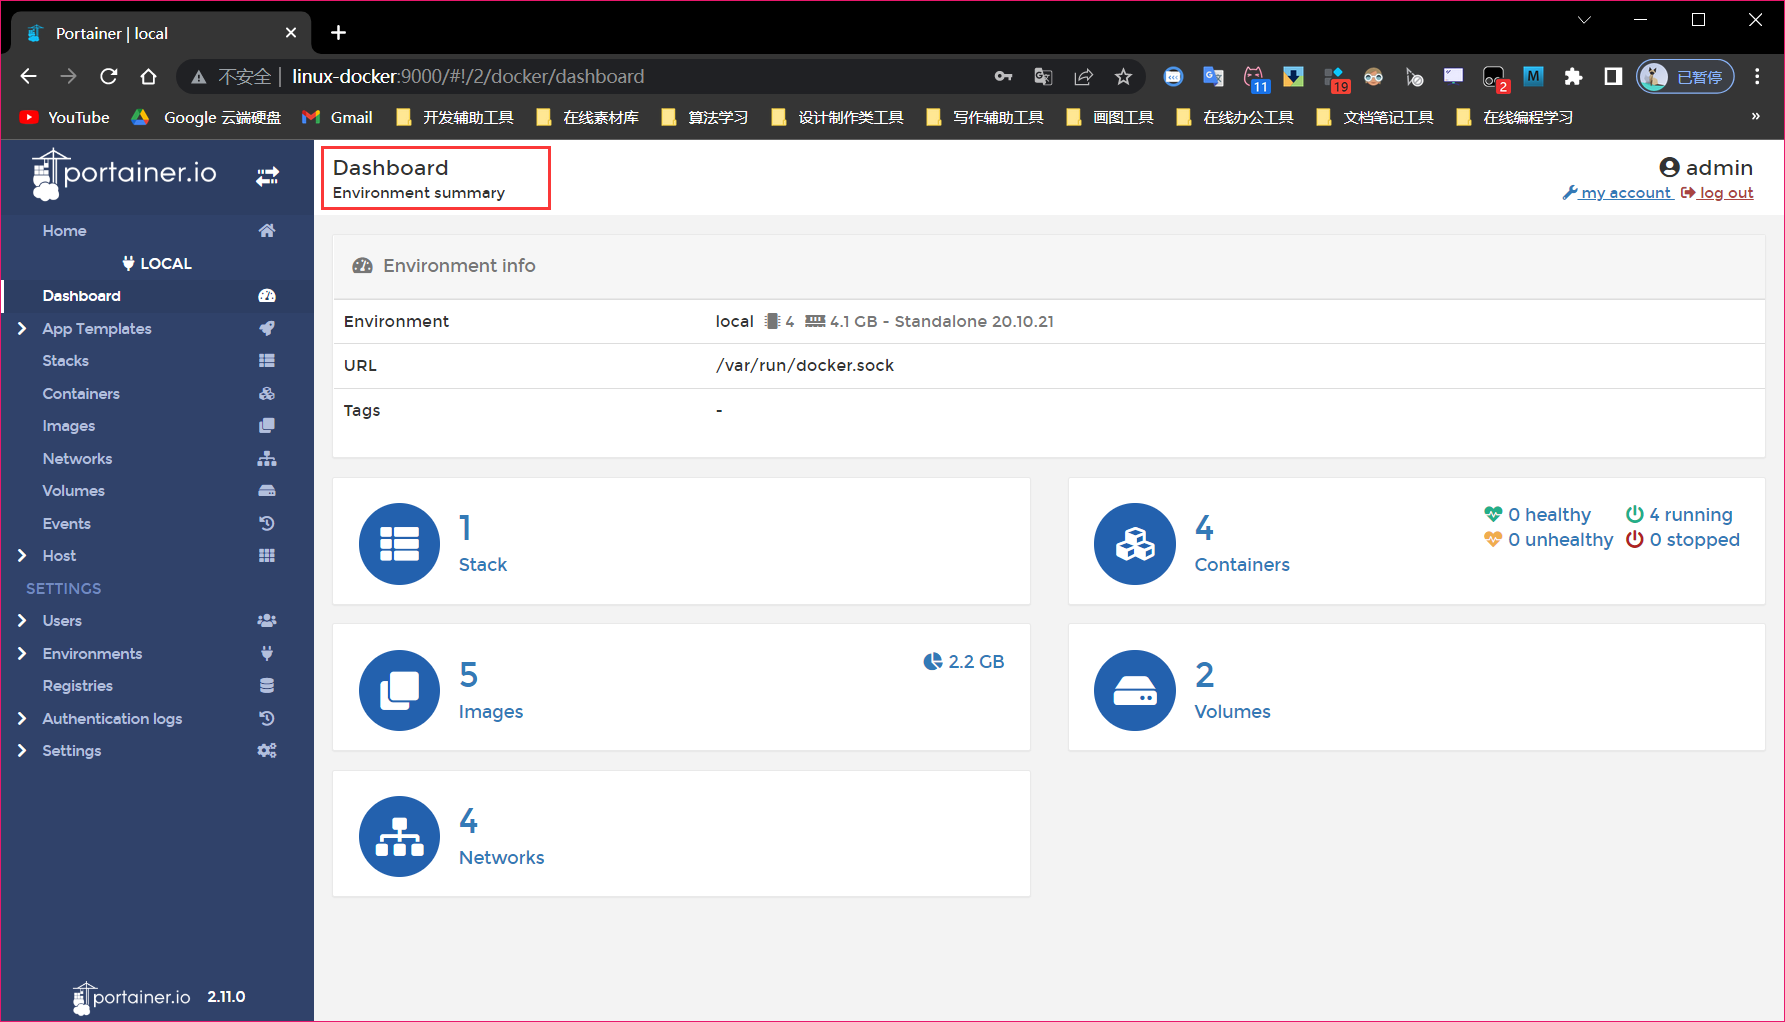 Portainer | local
不安全 | linux-docker:9000/#!/2/docker/dashboard
11
19
2
M
已暂停
YouTube Google 云端硬盘 Gmail 开发辅助工具 在线素材库 算法学习 设计制作类工具 写作辅助工具 画图工具 在线办公工具 文档笔记工具 在线编程学习 »
portainer.io
Home
LOCAL
Dashboard
App Templates
Stacks
Containers
Images
Networks
Volumes
Events
Host
SETTINGS
Users
Environments
Registries
Authentication logs
Settings
portainer.io 2.11.0
Dashboard
Environment summary
admin
my account log out
Environment info
Environment local 4 4.1 GB - Standalone 20.10.21
URL /var/run/docker.sock
Tags -
1
Stack
4
Containers
0 healthy 4 running
0 unhealthy 0 stopped
5
Images
2.2 GB
2
Volumes
4
Networks